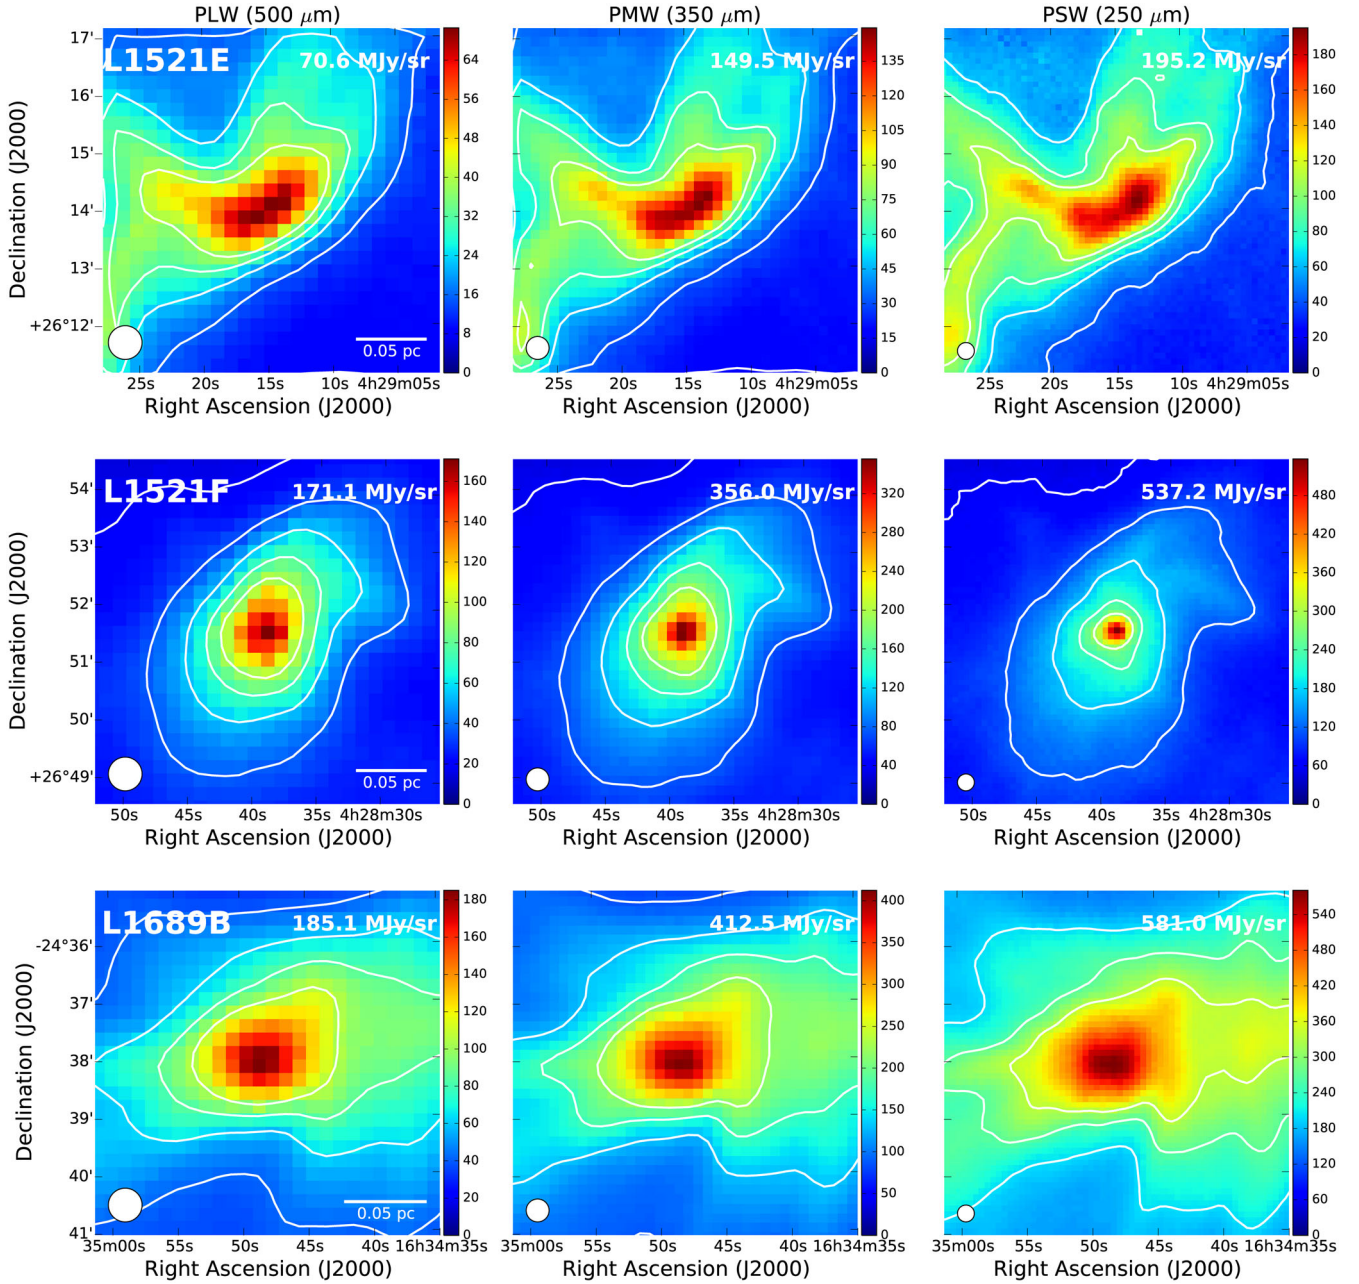 PLW (500 μm)
PMW (350 μm)
PSW (250 μm)
L1521E
70.6 MJy/sr
149.5 MJy/sr
195.2 MJy/sr
Declination (J2000)
17'
16'
15'
14'
13'
+26°12'
0.05 pc
64
56
48
40
32
24
16
8
0
135
120
105
90
75
60
45
30
15
0
180
160
140
120
100
80
60
40
20
0
25s 20s 15s 10s 4h29m05s
25s 20s 15s 10s 4h29m05s
25s 20s 15s 10s 4h29m05s
Right Ascension (J2000)
Right Ascension (J2000)
Right Ascension (J2000)
L1521F
171.1 MJy/sr
356.0 MJy/sr
537.2 MJy/sr
Declination (J2000)
54'
53'
52'
51'
50'
+26°49'
0.05 pc
160
140
120
100
80
60
40
20
0
320
280
240
200
160
120
80
40
0
480
420
360
300
240
180
120
60
0
50s 45s 40s 35s 4h28m30s
50s 45s 40s 35s 4h28m30s
50s 45s 40s 35s 4h28m30s
Right Ascension (J2000)
Right Ascension (J2000)
Right Ascension (J2000)
L1689B
185.1 MJy/sr
412.5 MJy/sr
581.0 MJy/sr
Declination (J2000)
-24°36'
37'
38'
39'
40'
41'
0.05 pc
180
160
140
120
100
80
60
40
20
0
400
350
300
250
200
150
100
50
0
540
480
420
360
300
240
180
120
60
0
35m00s 55s 50s 45s 40s 16h34m35s
35m00s 55s 50s 45s 40s 16h34m35s
35m00s 55s 50s 45s 40s 16h34m35s
Right Ascension (J2000)
Right Ascension (J2000)
Right Ascension (J2000)